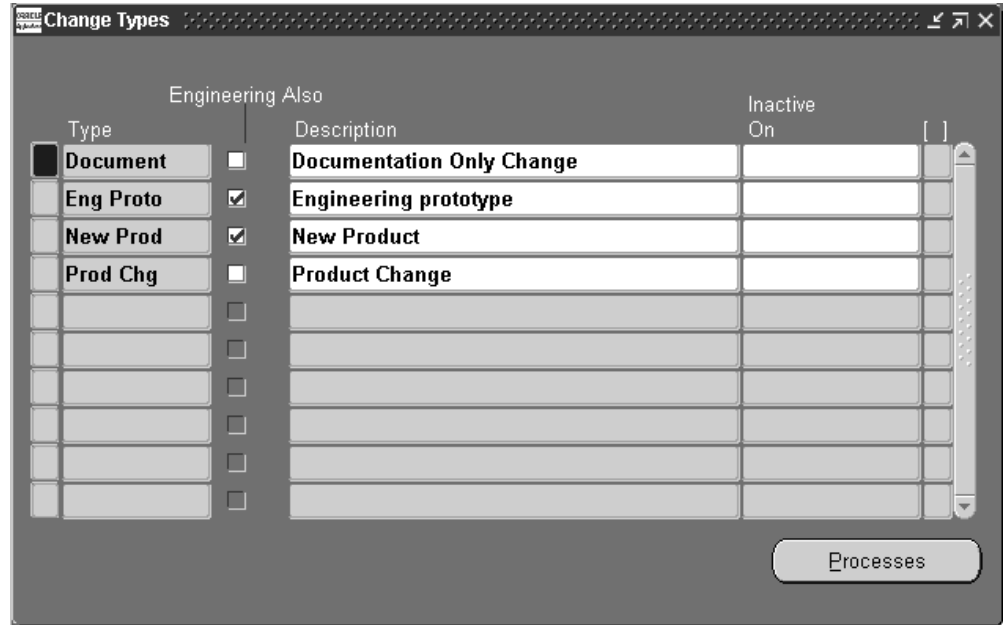 ORACLE Change Types
Engineering Also
Inactive
Type Description On [ ]
Document Documentation Only Change
Eng Proto Engineering prototype
New Prod New Product
Prod Chg Product Change
Processes